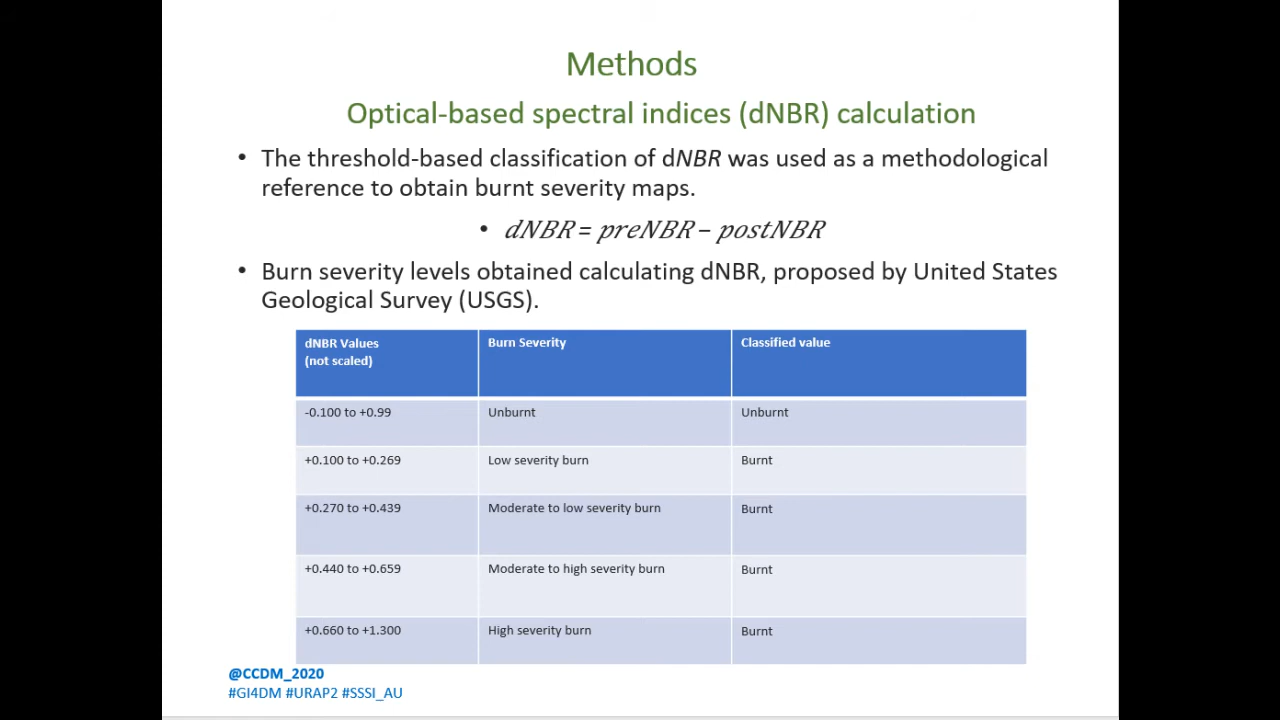 Methods
Optical-based spectral indices (dNBR) calculation
• The threshold-based classification of dNBR was used as a methodological
reference to obtain burnt severity maps.
• dNBR = preNBR − postNBR
• Burn severity levels obtained calculating dNBR, proposed by United States
Geological Survey (USGS).
dNBR Values
(not scaled)
Burn Severity
Classified value
-0.100 to +0.99
Unburnt
Unburnt
+0.100 to +0.269
Low severity burn
Burnt
+0.270 to +0.439
Moderate to low severity burn
Burnt
+0.440 to +0.659
Moderate to high severity burn
Burnt
+0.660 to +1.300
High severity burn
Burnt
@CCDM_2020
#GI4DM #URAP2 #SSSI_AU